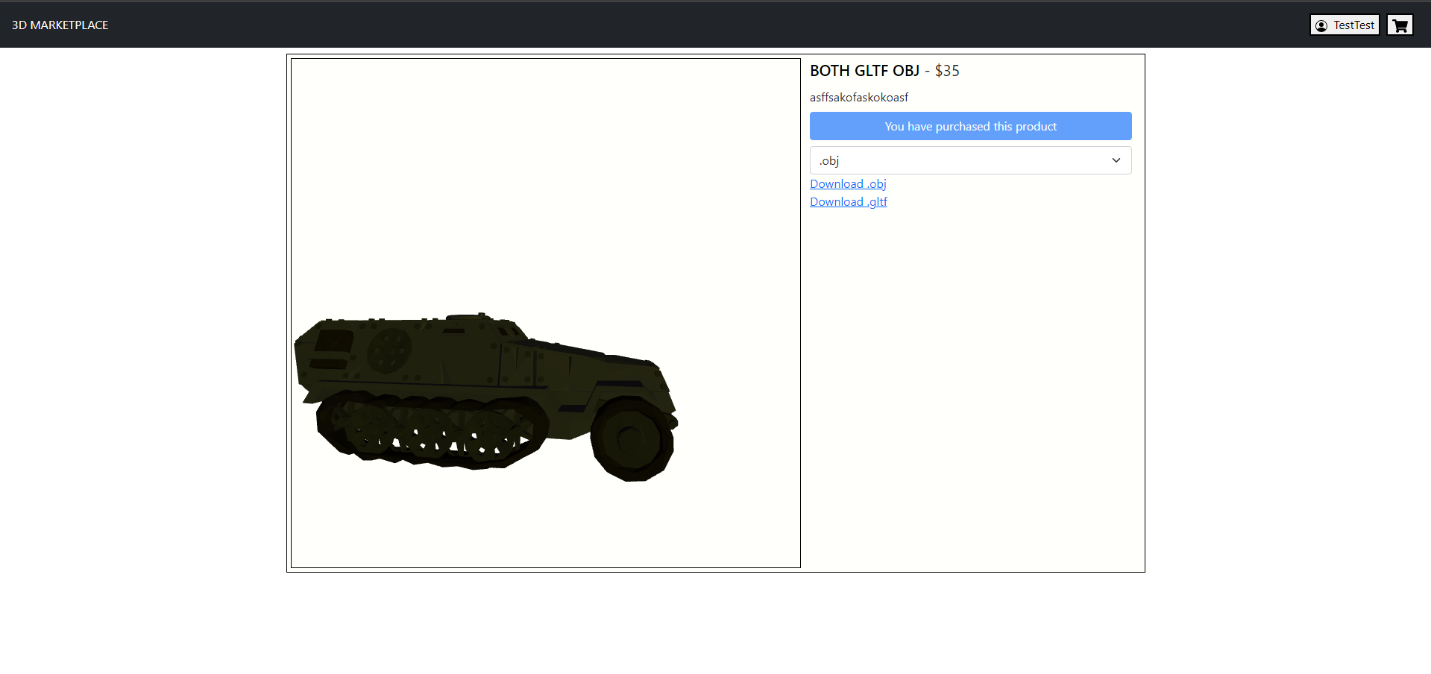 3D MARKETPLACE
TestTest
BOTH GLTF OBJ - $35
asffsakofaskokoasf
You have purchased this product
.obj
Download .obj
Download .gltf